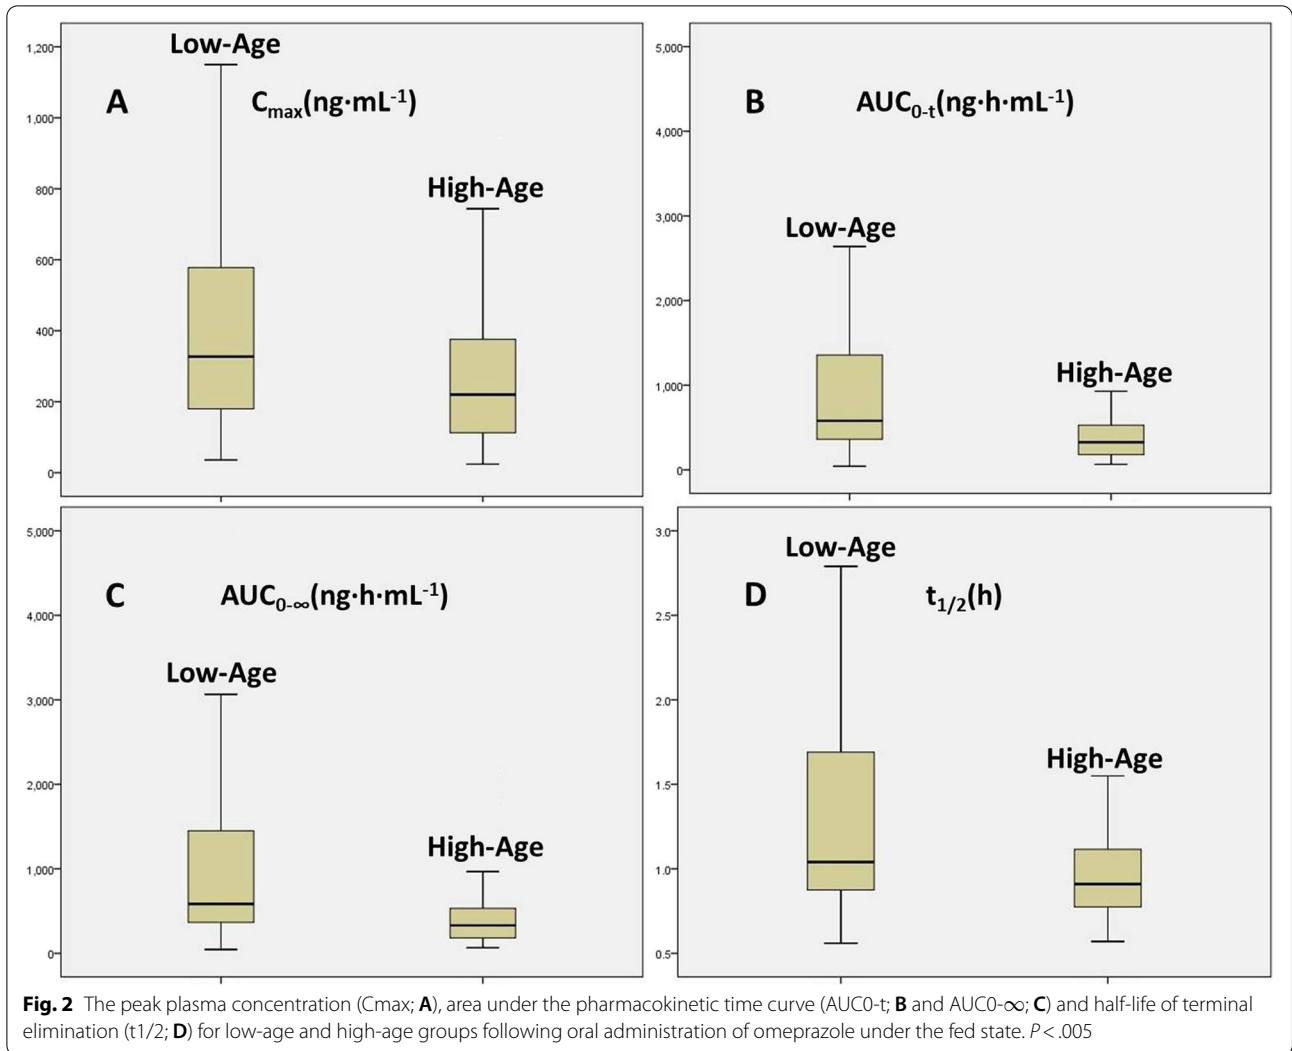 1,200
1,000
800
600
400
200
0
Low-Age
A
Cmax(ng·mL-1)
High-Age
5,000
4,000
3,000
2,000
1,000
0
B
AUC0-t(ng·h·mL-1)
Low-Age
High-Age
5,000
4,000
3,000
2,000
1,000
0
C
AUC0-∞(ng·h·mL-1)
Low-Age
High-Age
3.0
2.5
2.0
1.5
1.0
0.5
Low-Age
D
t1/2(h)
High-Age
Fig. 2 The peak plasma concentration (Cmax; A), area under the pharmacokinetic time curve (AUC0-t; B and AUC0-∞; C) and half-life of terminal
elimination (t1/2; D) for low-age and high-age groups following oral administration of omeprazole under the fed state. P < .005